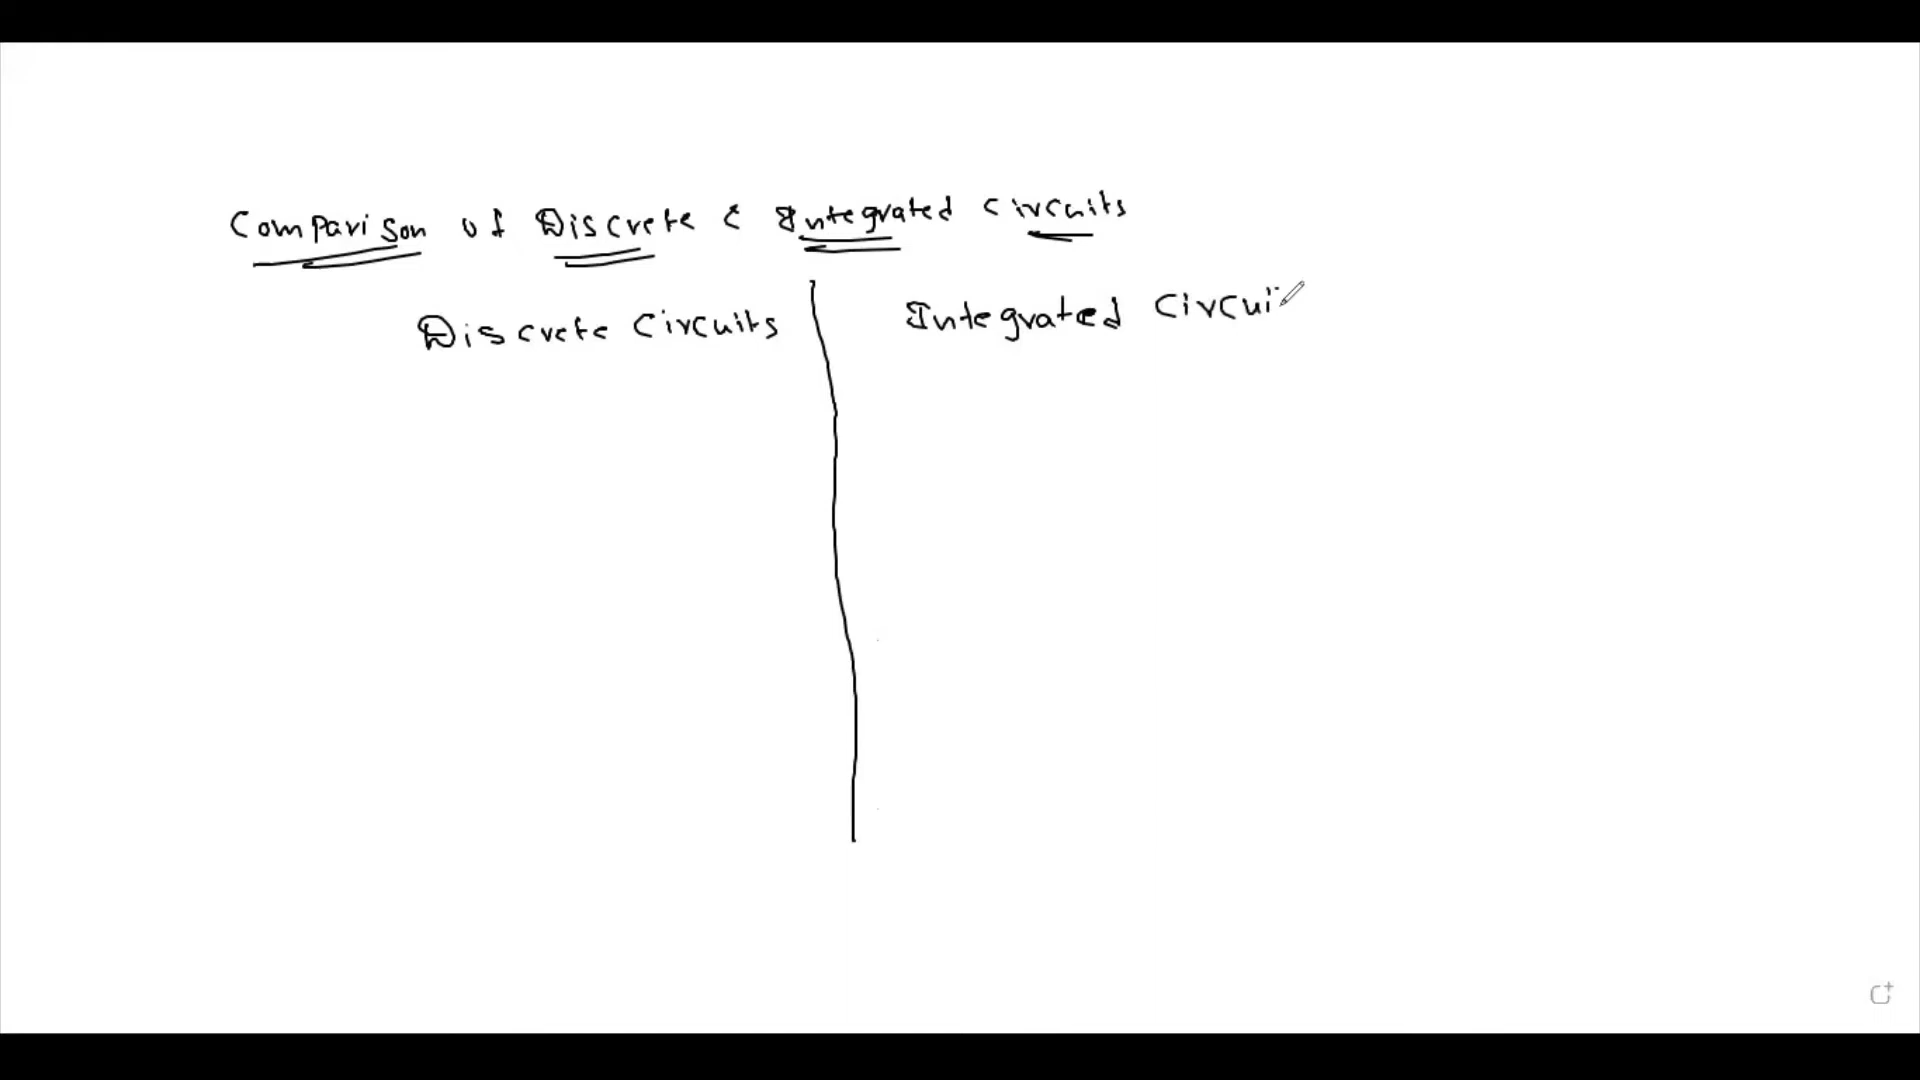 Comparison of Discrete & Integrated Circuits
Discrete Circuits
Integrated Circui